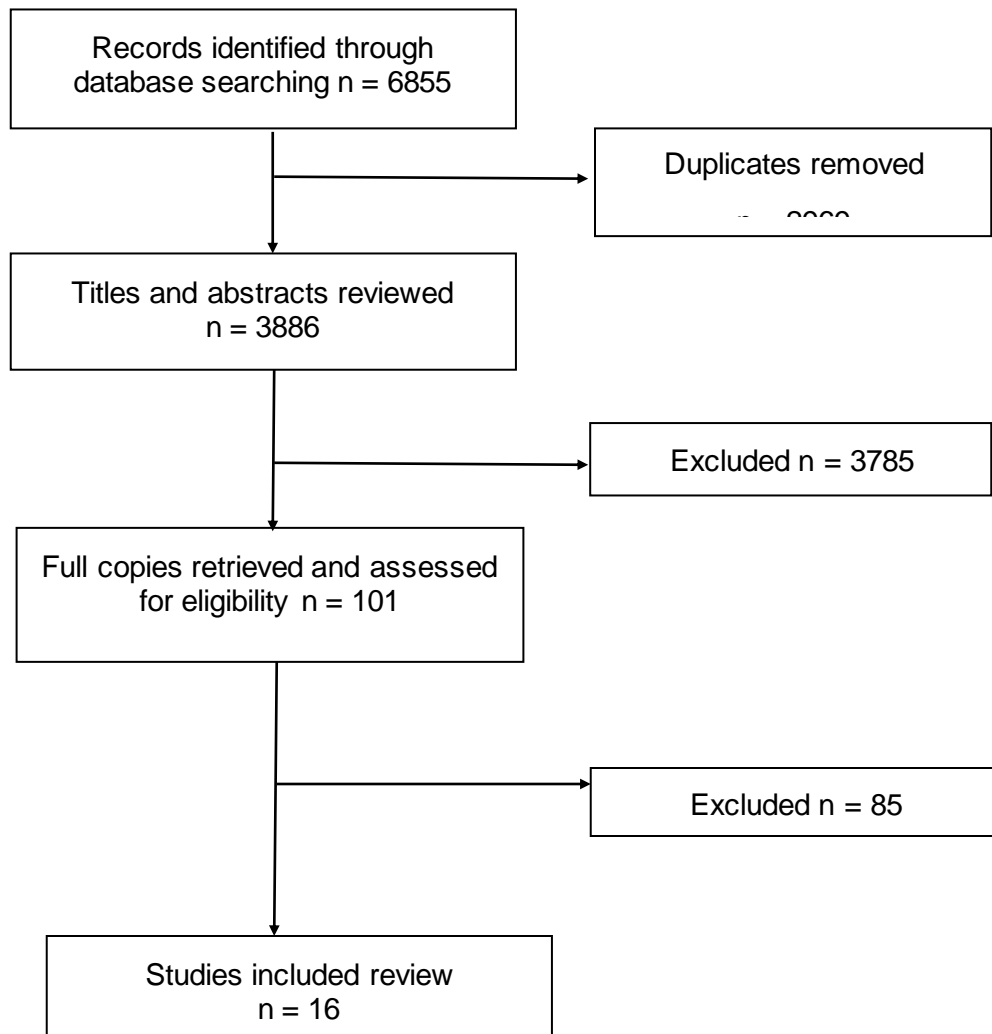 Records identified through
database searching n = 6855
Duplicates removed
Titles and abstracts reviewed
n = 3886
Excluded n = 3785
Full copies retrieved and assessed
for eligibility n = 101
Excluded n = 85
Studies included review
n = 16